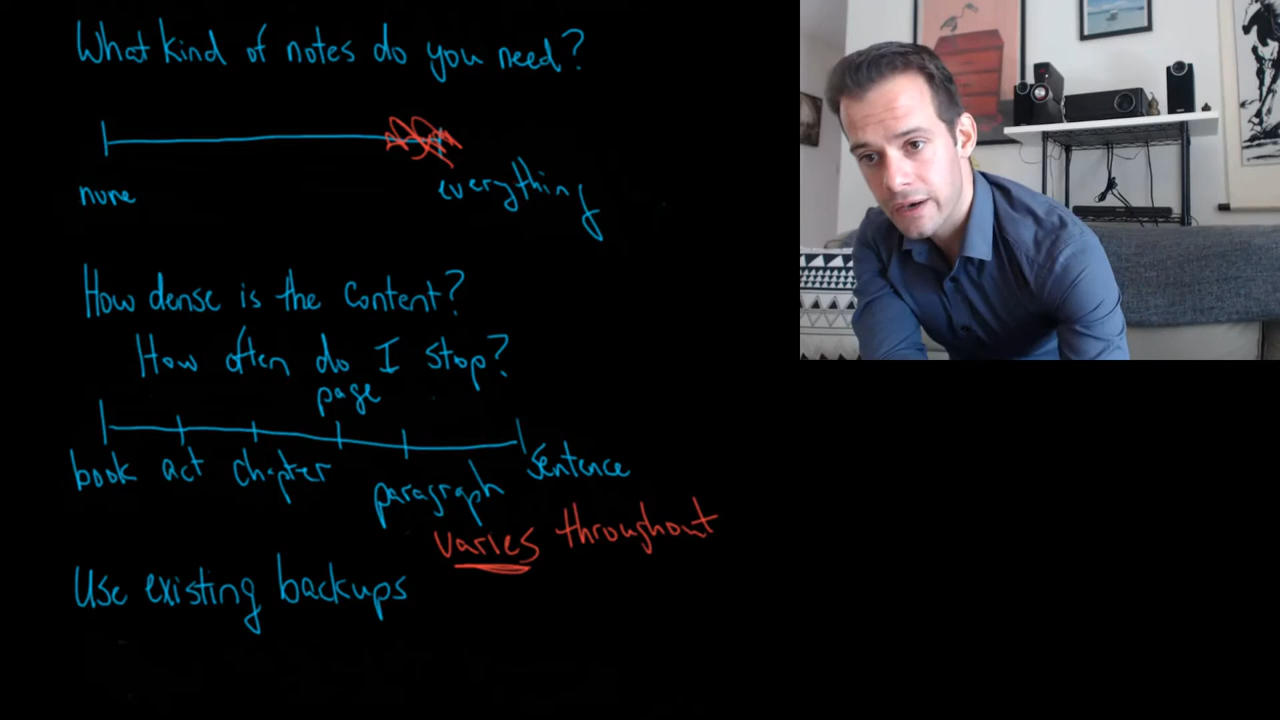 What kind of notes do you need?
none
everything
How dense is the content?
How often do I stop?
page
book act chapter
paragraph
sentence
varies throughout
Use existing backups